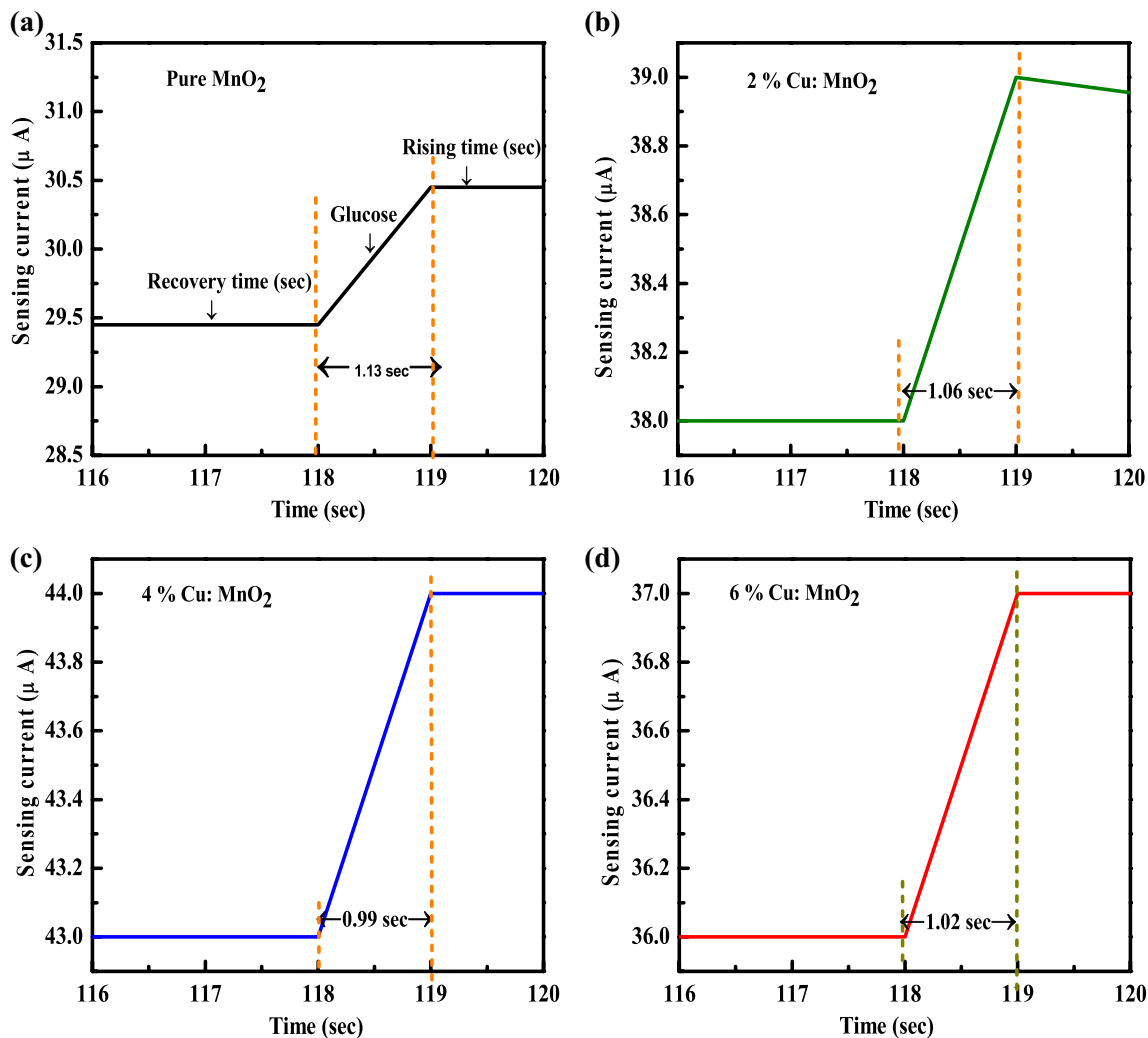 (a)
Pure MnO2
Rising time (sec)
Glucose
Recovery time (sec)
1.13 sec
31.5
31.0
30.5
30.0
29.5
29.0
28.5
Sensing current (μ A)
116 117 118 119 120
Time (sec)
(b)
2 % Cu: MnO2
1.06 sec
39.0
38.8
38.6
38.4
38.2
38.0
Sensing current (μA)
116 117 118 119 120
Time (sec)
(c)
4 % Cu: MnO2
0.99 sec
44.0
43.8
43.6
43.4
43.2
43.0
Sensing current (μ A)
116 117 118 119 120
Time (sec)
(d)
6 % Cu: MnO2
1.02 sec
37.0
36.8
36.6
36.4
36.2
36.0
Sensing current (μ A)
116 117 118 119 120
Time (sec)